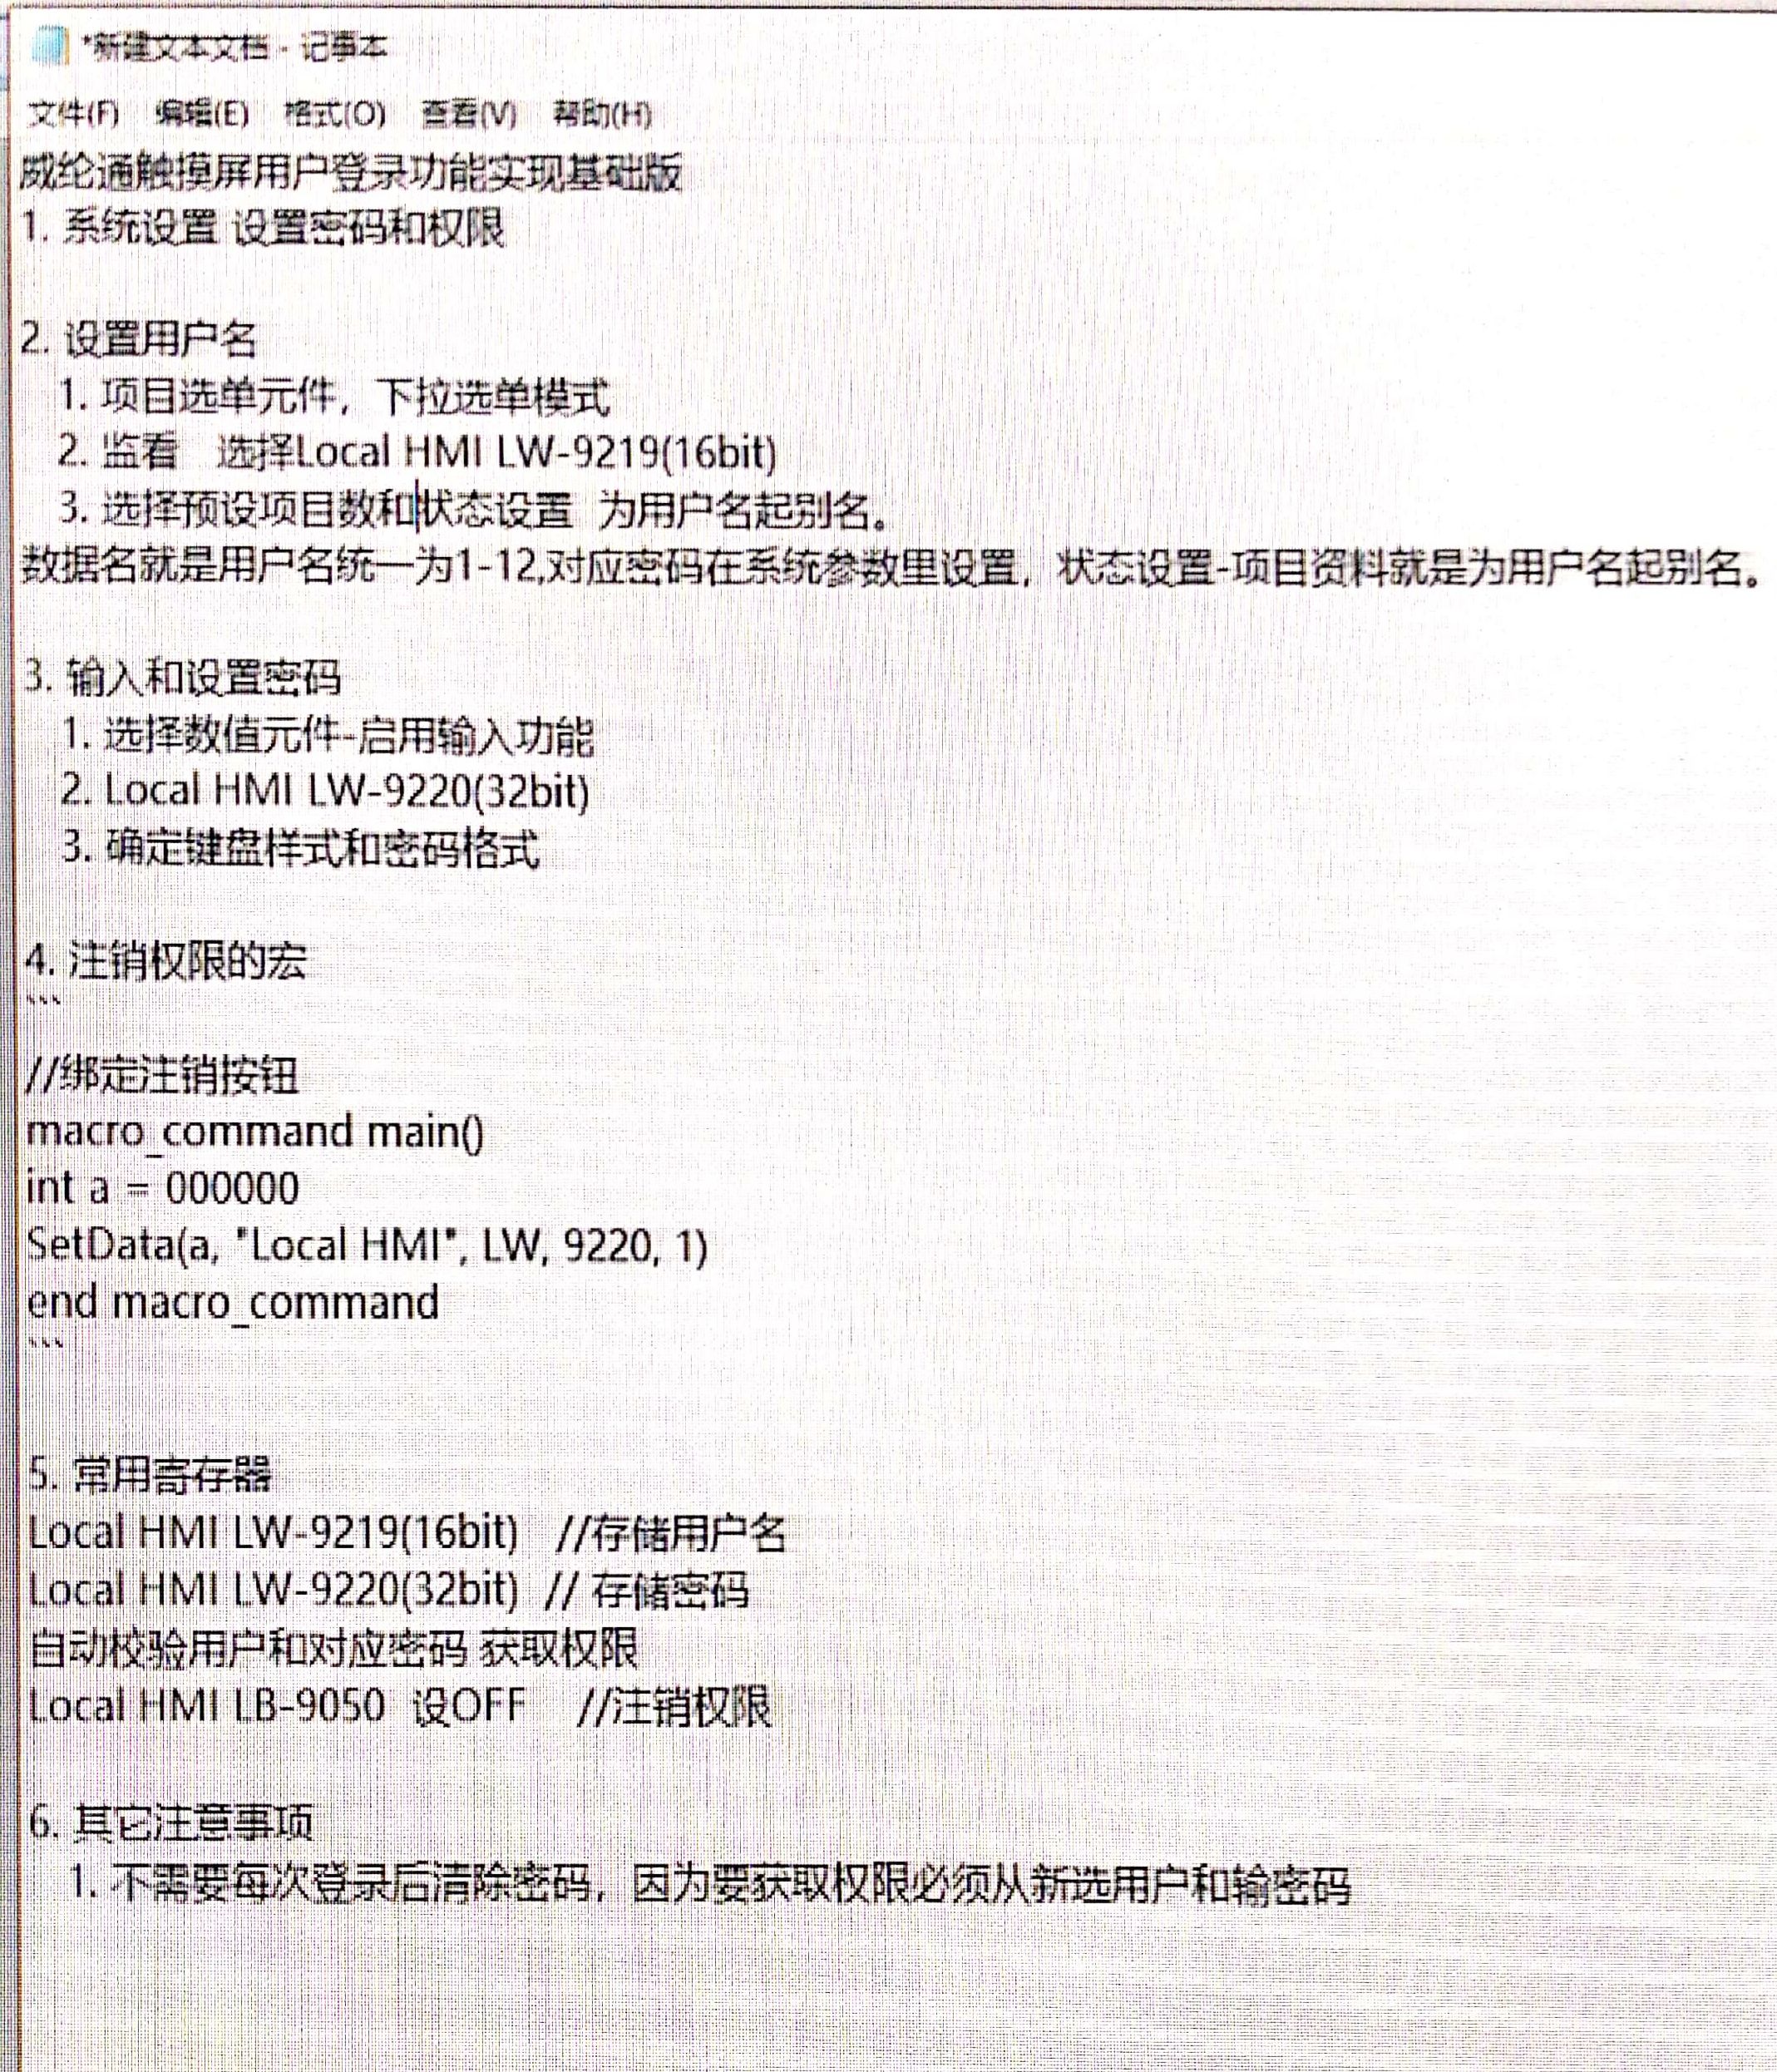 *新建文本文档 - 记事本
文件(F) 编辑(E) 格式(O) 查看(V) 帮助(H)
威纶通触摸屏用户登录功能实现基础版
1. 系统设置 设置密码和权限
2. 设置用户名
1. 项目选单元件，下拉选单模式
2. 监看 选择Local HMI LW-9219(16bit)
3. 选择预设项目数和状态设置 为用户名起别名。
数据名就是用户名统一为1-12,对应密码在系统参数里设置，状态设置-项目资料就是为用户名起别名。
3. 输入和设置密码
1. 选择数值元件-启用输入功能
2. Local HMI LW-9220(32bit)
3. 确定键盘样式和密码格式
4. 注销权限的宏
```
//绑定注销按钮
macro_command main()
int a = 000000
SetData(a, "Local HMI", LW, 9220, 1)
end macro_command
```
5. 常用寄存器
Local HMI LW-9219(16bit) //存储用户名
Local HMI LW-9220(32bit) // 存储密码
自动校验用户和对应密码 获取权限
Local HMI LB-9050 设OFF //注销权限
6. 其它注意事项
1. 不需要每次登录后清除密码，因为要获取权限必须从新选用户和输密码